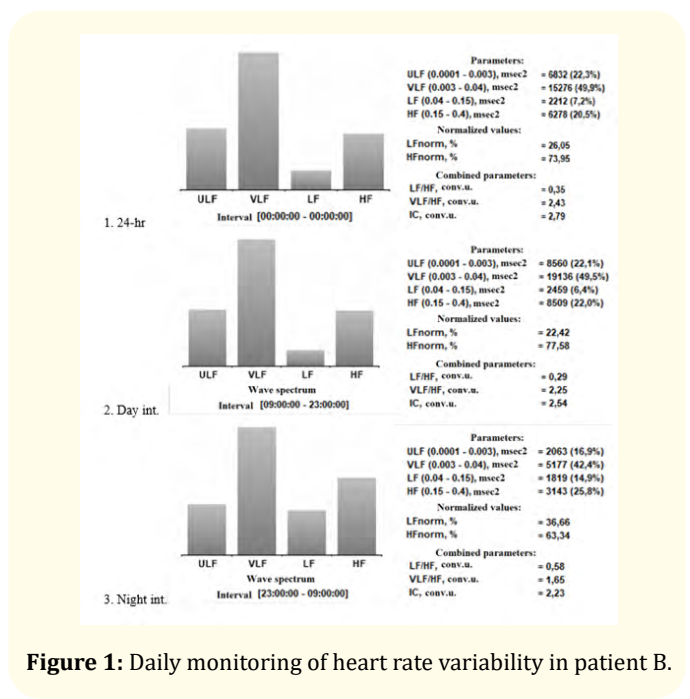 Parameters:
ULF (0.0001 - 0.003), msec2 = 6832 (22,3%)
VLF (0.003 - 0.04), msec2 = 15276 (49,9%)
LF (0.04 - 0.15), msec2 = 2212 (7,2%)
HF (0.15 - 0.4), msec2 = 6278 (20,5%)
Normalized values:
LFnorm, % = 26,05
HFnorm, % = 73,95
Combined parameters:
LF/HF, conv.u. = 0,35
VLF/HF, conv.u. = 2,43
IC, conv.u. = 2,79
ULF VLF LF HF
1. 24-hr
Interval [00:00:00 - 00:00:00]
Parameters:
ULF (0.0001 - 0.003), msec2 = 8560 (22,1%)
VLF (0.003 - 0.04), msec2 = 19136 (49,5%)
LF (0.04 - 0.15), msec2 = 2459 (6,4%)
HF (0.15 - 0.4), msec2 = 8509 (22,0%)
Normalized values:
LFnorm, % = 22,42
HFnorm, % = 77,58
Combined parameters:
LF/HF, conv.u. = 0,29
VLF/HF, conv.u. = 2,25
IC, conv.u. = 2,54
ULF VLF LF HF
Wave spectrum
2. Day int.
Interval [09:00:00 - 23:00:00]
Parameters:
ULF (0.0001 - 0.003), msec2 = 2063 (16,9%)
VLF (0.003 - 0.04), msec2 = 5177 (42,4%)
LF (0.04 - 0.15), msec2 = 1819 (14,9%)
HF (0.15 - 0.4), msec2 = 3143 (25,8%)
Normalized values:
LFnorm, % = 36,66
HFnorm, % = 63,34
Combined parameters:
LF/HF, conv.u. = 0,58
VLF/HF, conv.u. = 1,65
IC, conv.u. = 2,23
ULF VLF LF HF
Wave spectrum
3. Night int.
Interval [23:00:00 - 09:00:00]
Figure 1: Daily monitoring of heart rate variability in patient B.